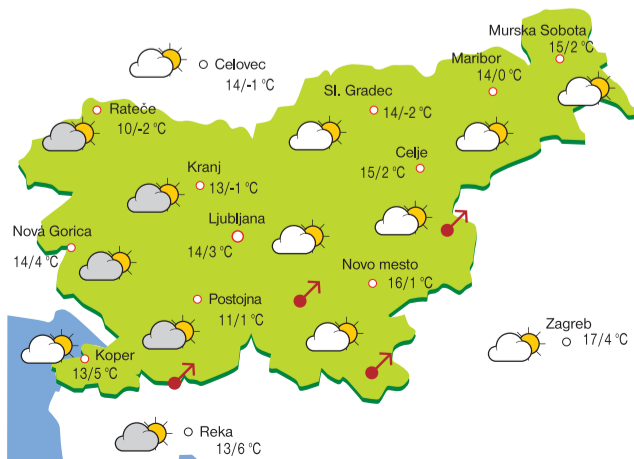 Murska Sobota
15/2 °C
Celovec
14/-1 °C
Maribor
14/0 °C
Sl. Gradec
14/-2 °C
Rateče
10/-2 °C
Celje
15/2 °C
Kranj
13/-1 °C
Ljubljana
14/3 °C
Nova Gorica
14/4 °C
Novo mesto
16/1 °C
Postojna
11/1 °C
Zagreb
17/4 °C
Koper
13/5 °C
Reka
13/6 °C